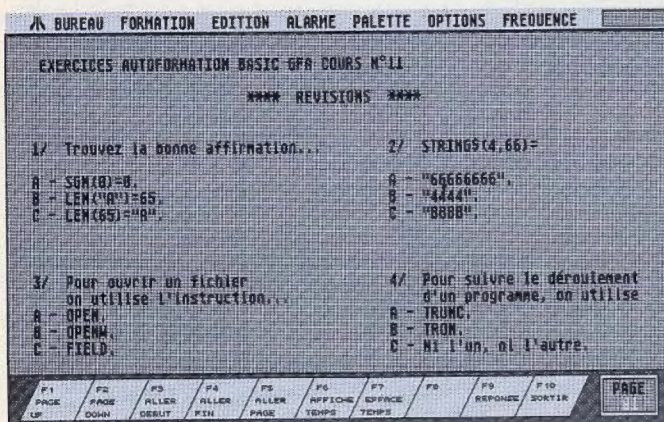 BUREAU FORMATION EDITION ALARME PALETTE OPTIONS FREQUENCE
EXERCICES AUTOFORMATION BASIC GFA COURS N°11
**** REVISIONS ****
1/ Trouvez la bonne affirmation...
A - SGN(0)=0.
B - LEN("A")=65.
C - LEN(65)="A".
2/ STRING$(4,66)=
A - "66666666".
B - "4444".
C - "BBBB".
3/ Pour ouvrir un fichier
on utilise l'instruction...
A - OPEN.
B - OPENW.
C - FIELD.
4/ Pour suivre le déroulement
d'un programme, on utilise
A - TRUNC.
B - TRON.
C - Ni l'un, ni l'autre.
F1 PAGE UP
F2 PAGE DOWN
F3 ALLER DEBUT
F4 ALLER FIN
F5 ALLER PAGE
F6 AFFICHE TEMPS
F7 EFFACE TEMPS
F8
F9 REPONSE
F10 SORTIR
PAGE